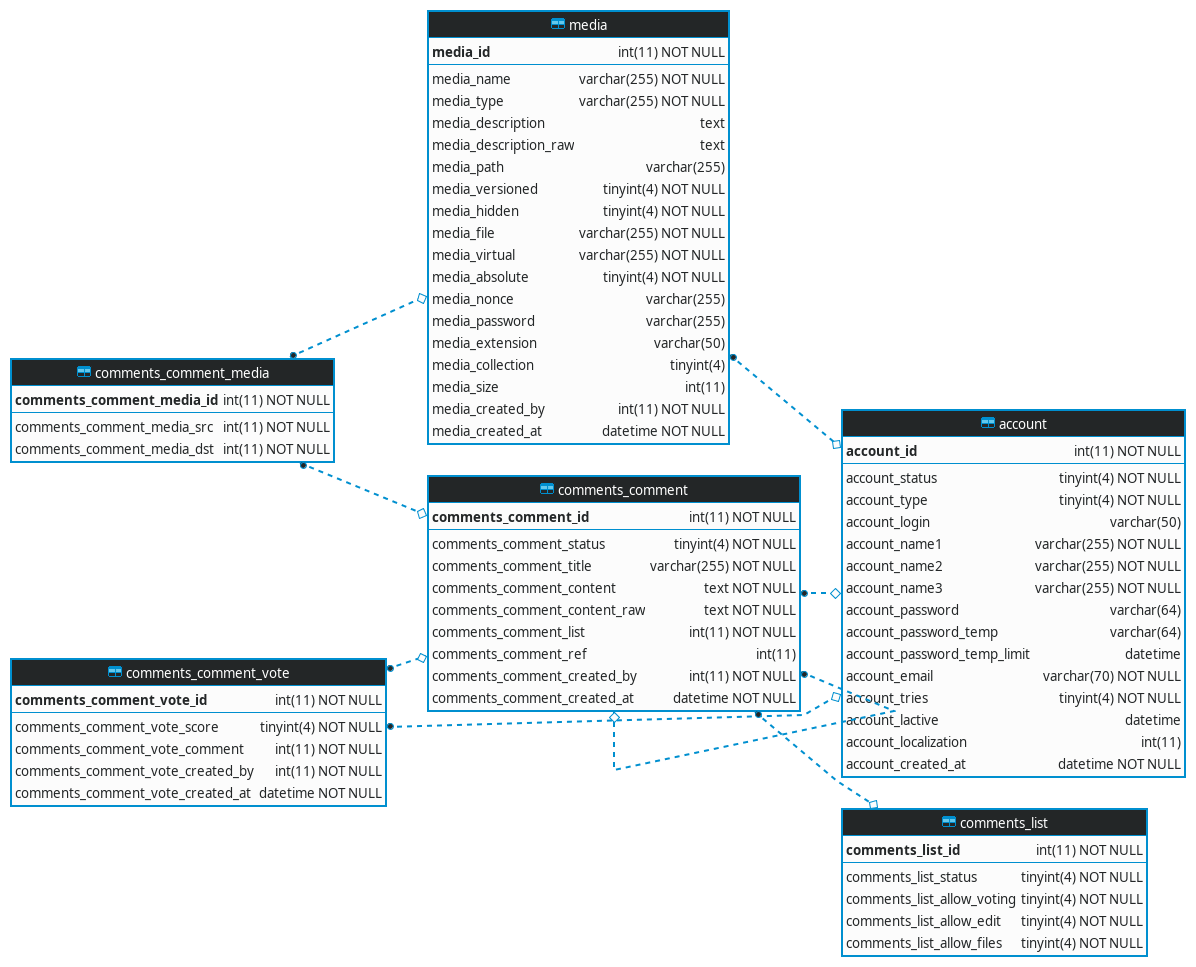 media
media_id int(11) NOT NULL
media_name varchar(255) NOT NULL
media_type varchar(255) NOT NULL
media_description text
media_description_raw text
media_path varchar(255)
media_versioned tinyint(4) NOT NULL
media_hidden tinyint(4) NOT NULL
media_file varchar(255) NOT NULL
media_virtual varchar(255) NOT NULL
media_absolute tinyint(4) NOT NULL
media_nonce varchar(255)
media_password varchar(255)
media_extension varchar(50)
media_collection tinyint(4)
media_size int(11)
media_created_by int(11) NOT NULL
media_created_at datetime NOT NULL
comments_comment_media
comments_comment_media_id int(11) NOT NULL
comments_comment_media_src int(11) NOT NULL
comments_comment_media_dst int(11) NOT NULL
account
account_id int(11) NOT NULL
account_status tinyint(4) NOT NULL
account_type tinyint(4) NOT NULL
account_login varchar(50)
account_name1 varchar(255) NOT NULL
account_name2 varchar(255) NOT NULL
account_name3 varchar(255) NOT NULL
account_password varchar(64)
account_password_temp varchar(64)
account_password_temp_limit datetime
account_email varchar(70) NOT NULL
account_tries tinyint(4) NOT NULL
account_lactive datetime
account_localization int(11)
account_created_at datetime NOT NULL
comments_comment
comments_comment_id int(11) NOT NULL
comments_comment_status tinyint(4) NOT NULL
comments_comment_title varchar(255) NOT NULL
comments_comment_content text NOT NULL
comments_comment_content_raw text NOT NULL
comments_comment_list int(11) NOT NULL
comments_comment_ref int(11)
comments_comment_created_by int(11) NOT NULL
comments_comment_created_at datetime NOT NULL
comments_comment_vote
comments_comment_vote_id int(11) NOT NULL
comments_comment_vote_score tinyint(4) NOT NULL
comments_comment_vote_comment int(11) NOT NULL
comments_comment_vote_created_by int(11) NOT NULL
comments_comment_vote_created_at datetime NOT NULL
comments_list
comments_list_id int(11) NOT NULL
comments_list_status tinyint(4) NOT NULL
comments_list_allow_voting tinyint(4) NOT NULL
comments_list_allow_edit tinyint(4) NOT NULL
comments_list_allow_files tinyint(4) NOT NULL